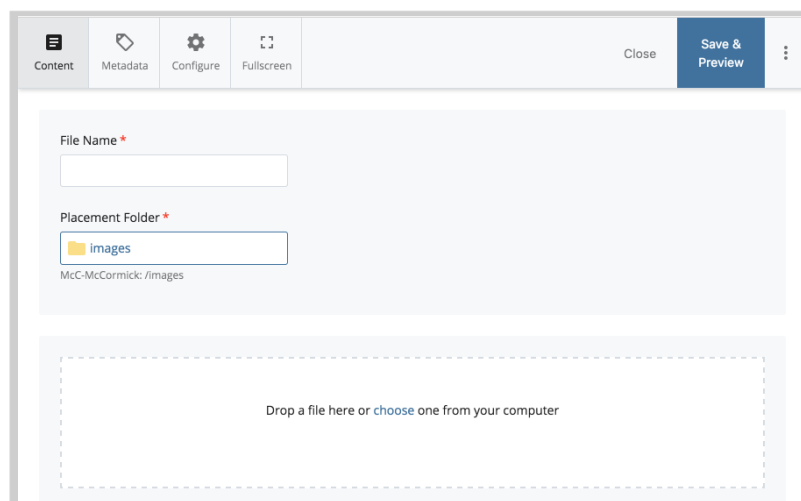 Content
Metadata
Configure
Fullscreen
Close
Save &
Preview
File Name *
Placement Folder *
images
McC-McCormick: /images
Drop a file here or choose one from your computer